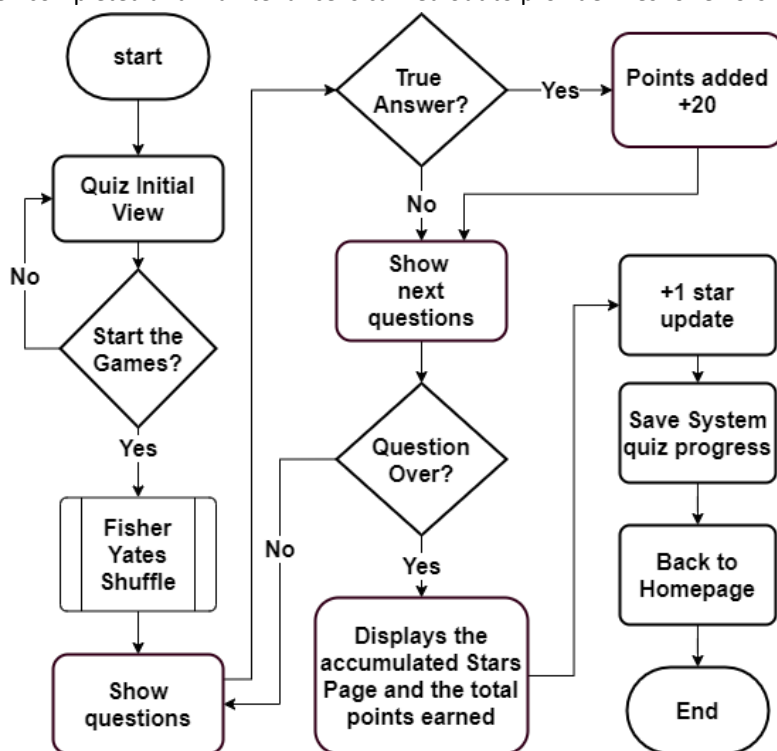 start
Quiz Initial
View
No
Start the
Games?
Yes
Fisher
Yates
Shuffle
Show
questions
True
Answer?
Yes
Points added
+20
No
Show
next
questions
Question
Over?
No
Yes
Displays the
accumulated Stars
Page and the total
points earned
+1 star
update
Save System
quiz progress
Back to
Homepage
End